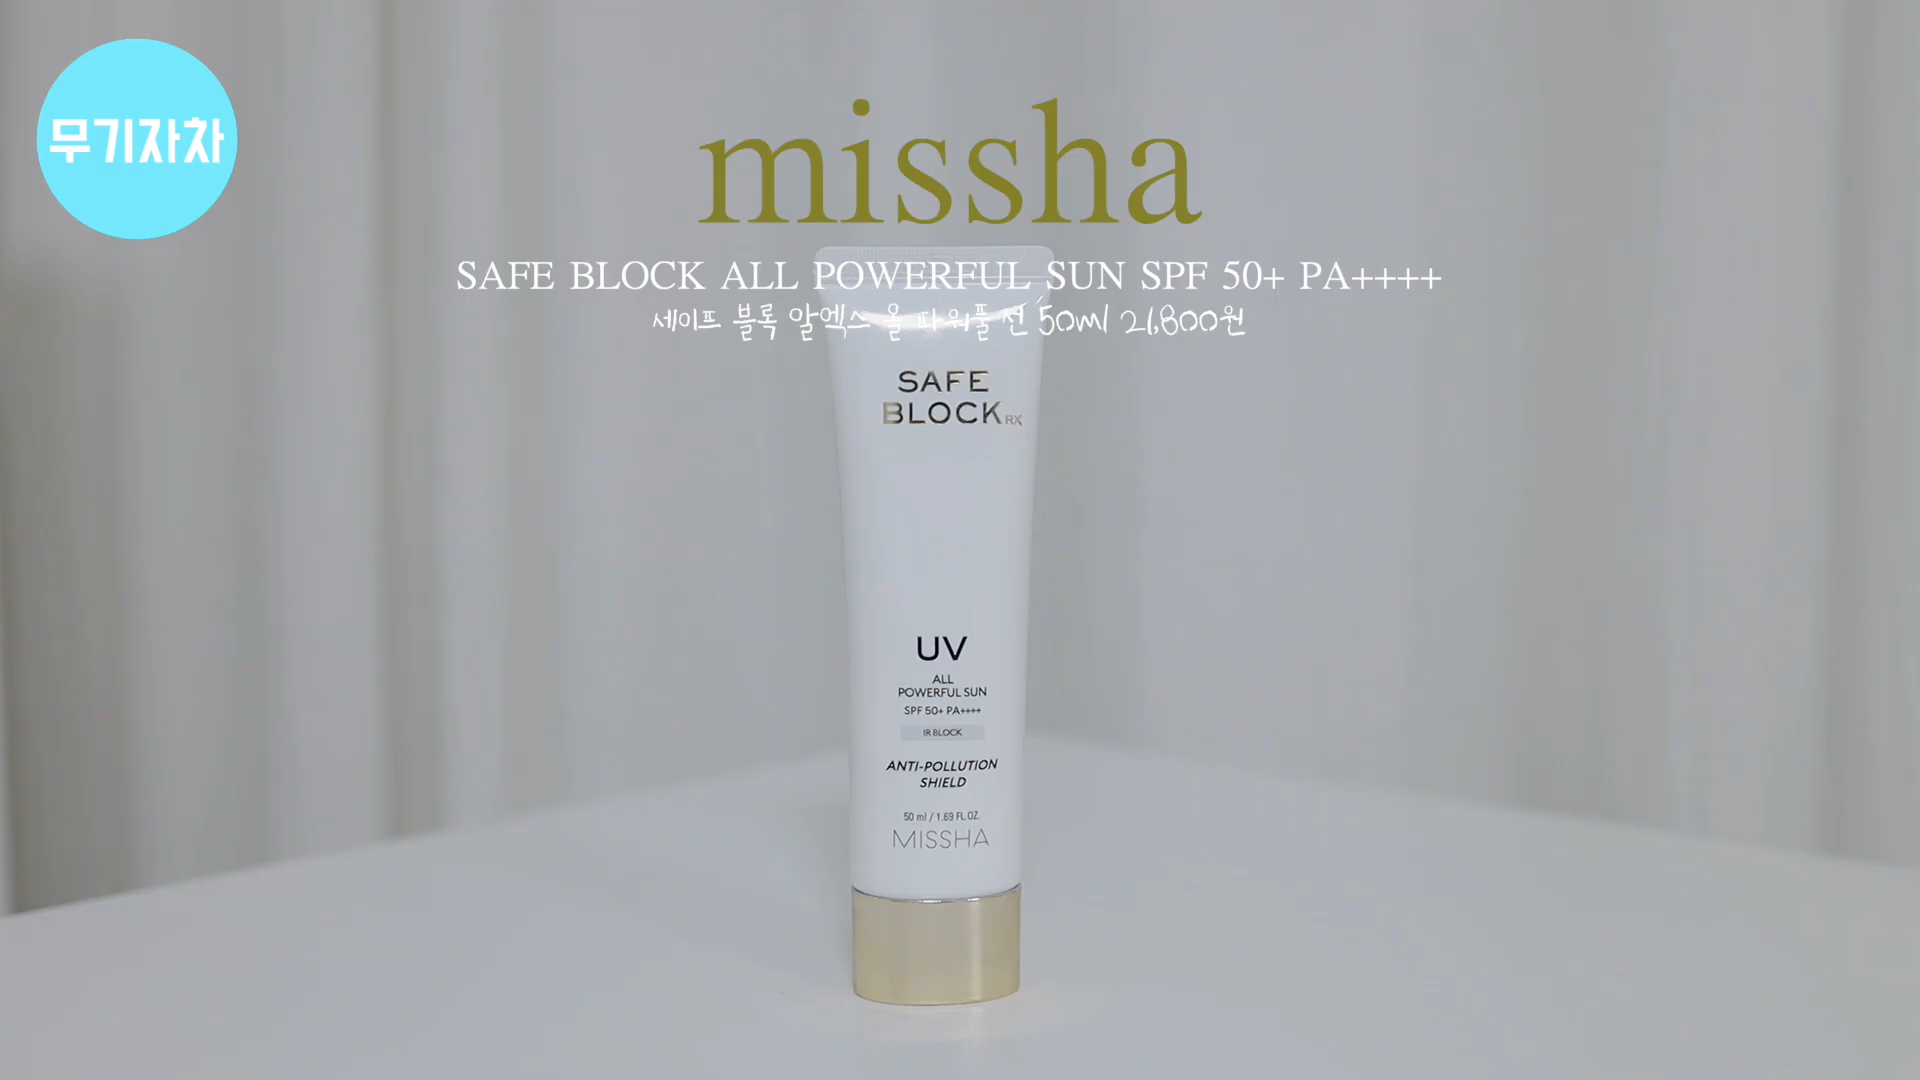 무기자차
missha
SAFE BLOCK ALL POWERFUL SUN SPF 50+ PA++++
세이프 블록 알엑스 올 파워풀 선 50ml 21,800원
SAFE
BLOCK RX
UV
ALL
POWERFUL SUN
SPF 50+ PA++++
IR BLOCK
ANTI-POLLUTION
SHIELD
50 ml / 1.69 FL.OZ.
MISSHA